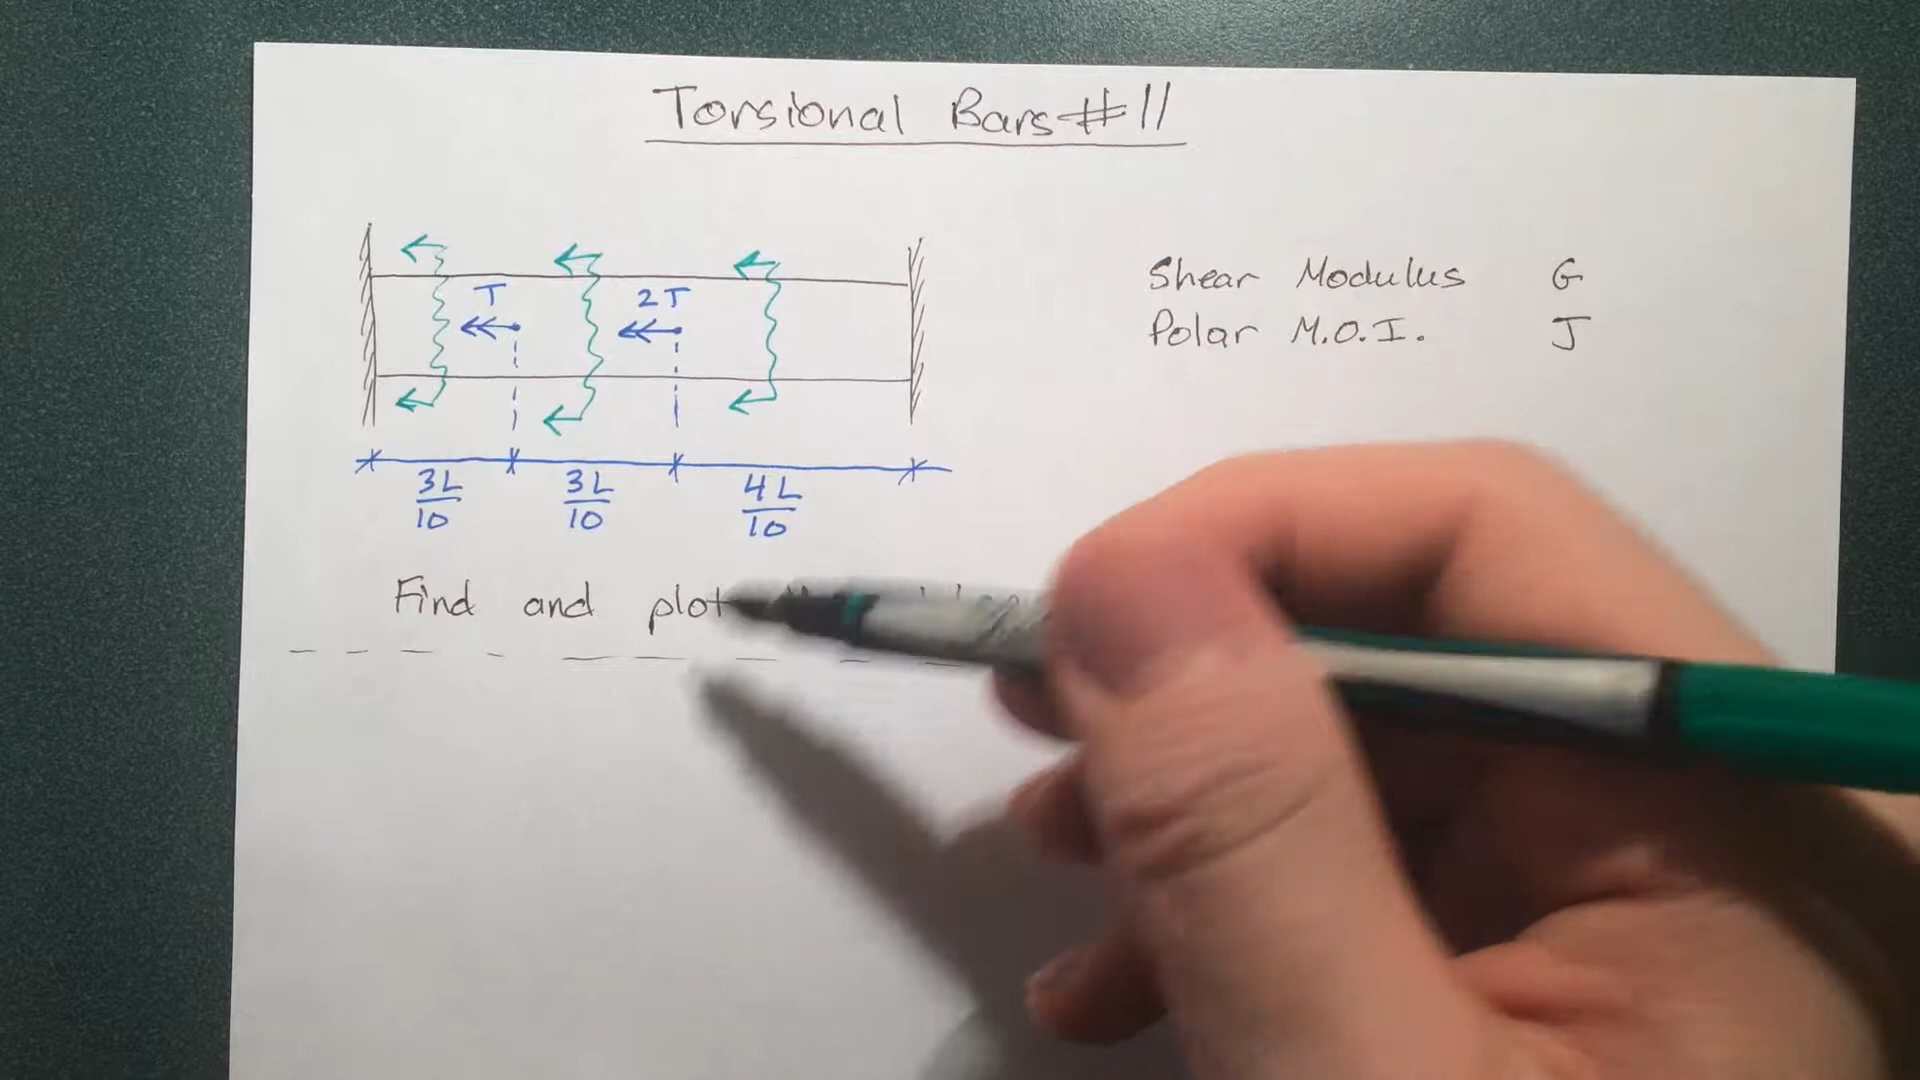 Torsional Bars #11
Shear Modulus G
Polar M.O.I. J
T
2T
3L/10
3L/10
4L/10
Find and plot